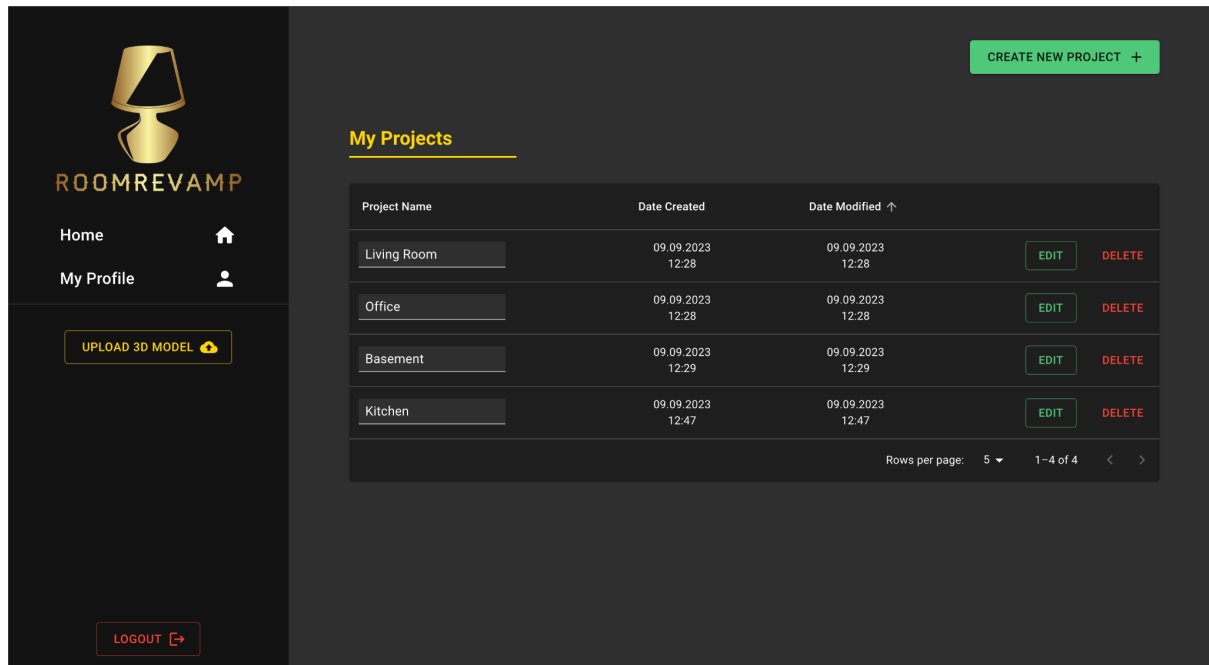 ROOMREVAMP
Home
My Profile
UPLOAD 3D MODEL
LOGOUT
CREATE NEW PROJECT +
My Projects
Project Name Date Created Date Modified ↑
Living Room 09.09.2023 12:28 09.09.2023 12:28 EDIT DELETE
Office 09.09.2023 12:28 09.09.2023 12:28 EDIT DELETE
Basement 09.09.2023 12:29 09.09.2023 12:29 EDIT DELETE
Kitchen 09.09.2023 12:47 09.09.2023 12:47 EDIT DELETE
Rows per page: 5 1–4 of 4